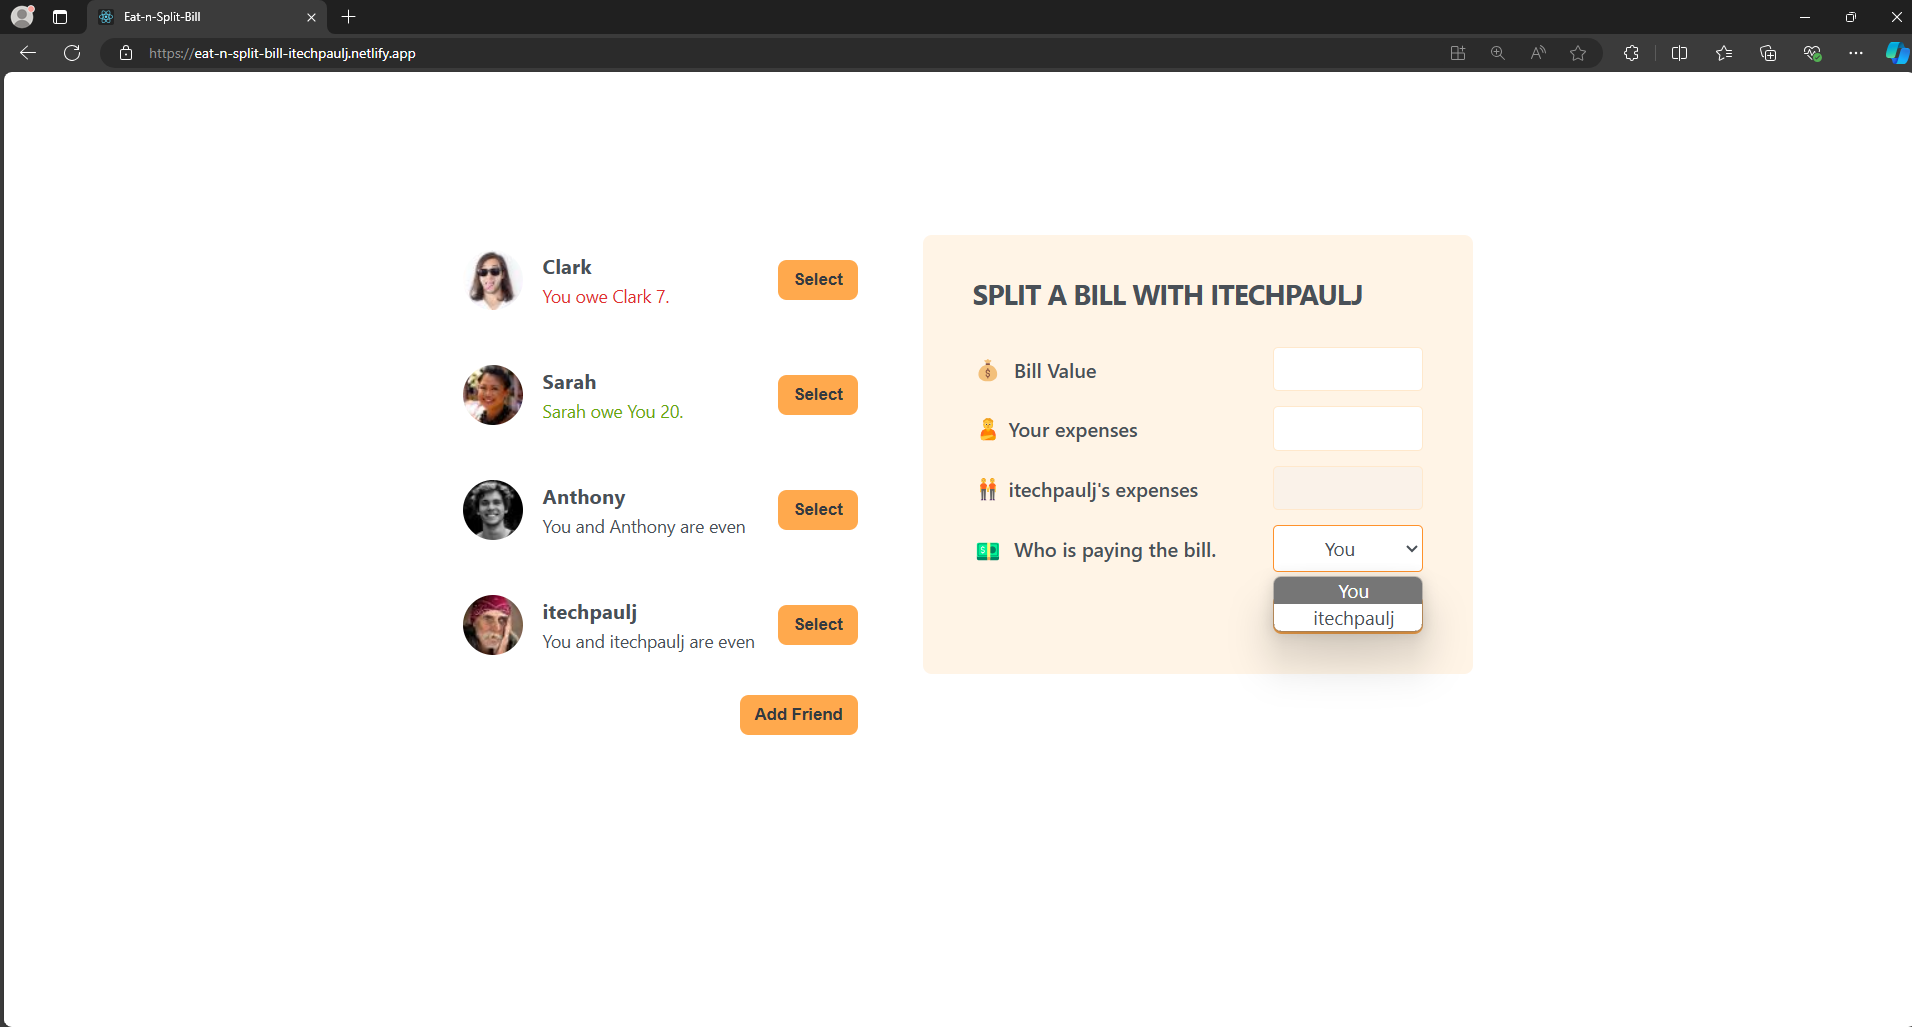 Eat-n-Split-Bill
https://eat-n-split-bill-itechpaulj.netlify.app
Clark
You owe Clark 7.
Select
Sarah
Sarah owe You 20.
Select
Anthony
You and Anthony are even
Select
itechpaulj
You and itechpaulj are even
Select
Add Friend
SPLIT A BILL WITH ITECHPAULJ
Bill Value
Your expenses
itechpaulj's expenses
Who is paying the bill.
You
You
itechpaulj